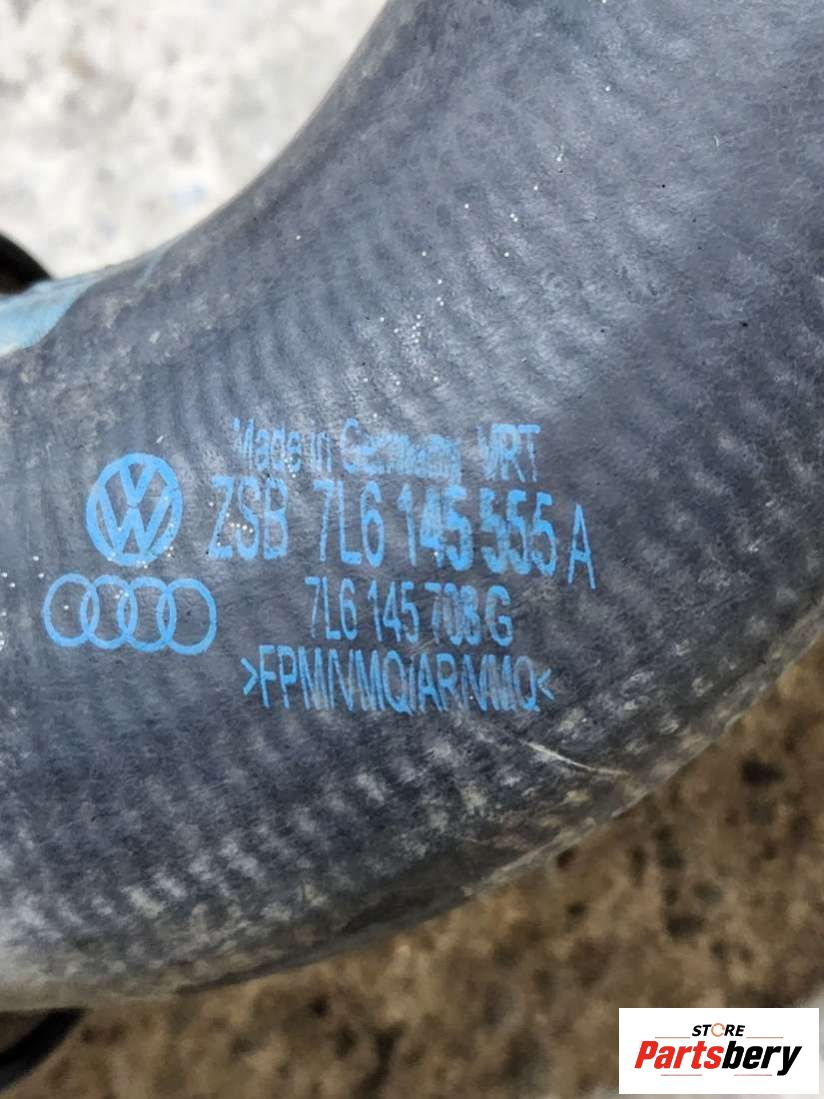 Made in Germany MRT
ZSB 7L6 145 555 A
7L6 145 708 G
>FPM/VMQ/AR/VMQ<
STORE
Partsbery